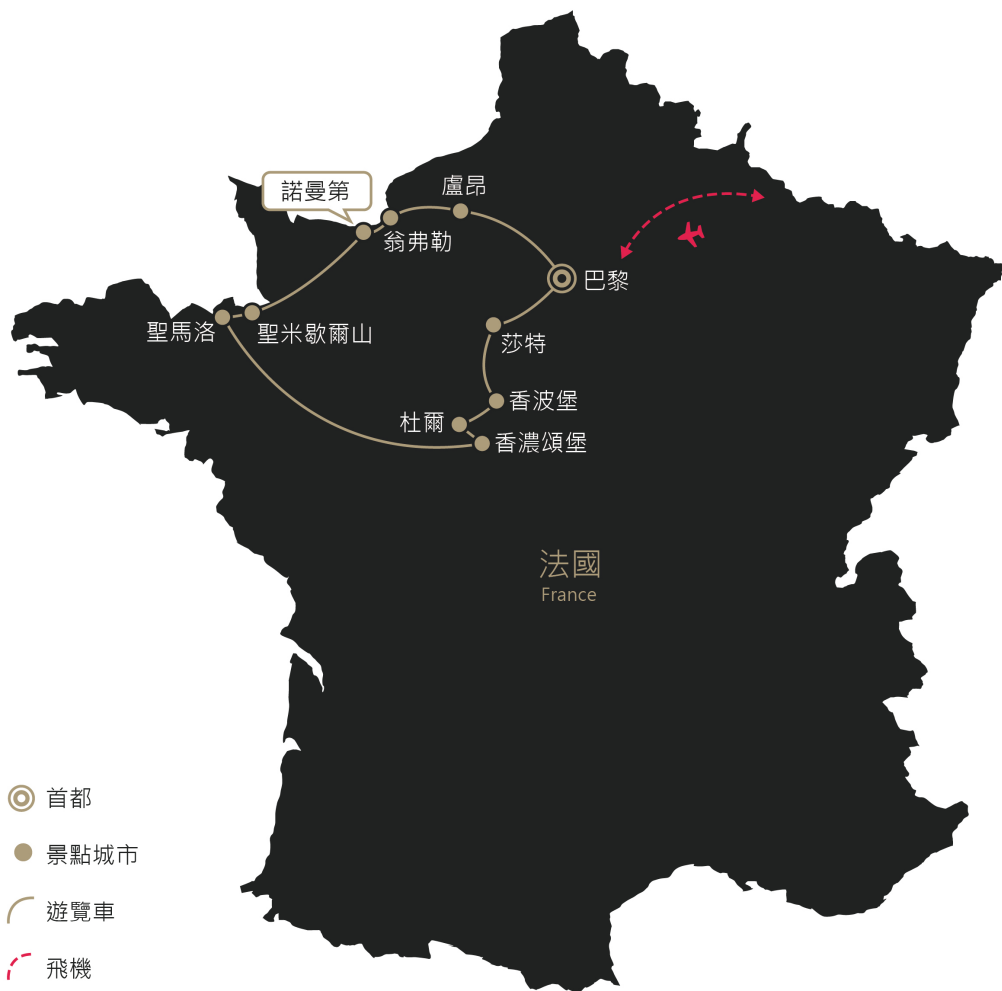 諾曼第
盧昂
翁弗勒
巴黎
聖馬洛
聖米歇爾山
莎特
香波堡
杜爾
香濃頌堡
法國
France
首都
景點城市
遊覽車
飛機